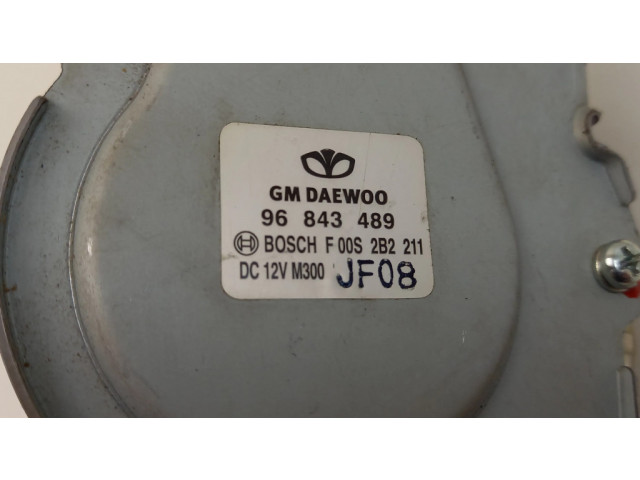 GM DAEWOO
96 843 489
BOSCH F 00S 2B2 211
DC 12V M300 JF08